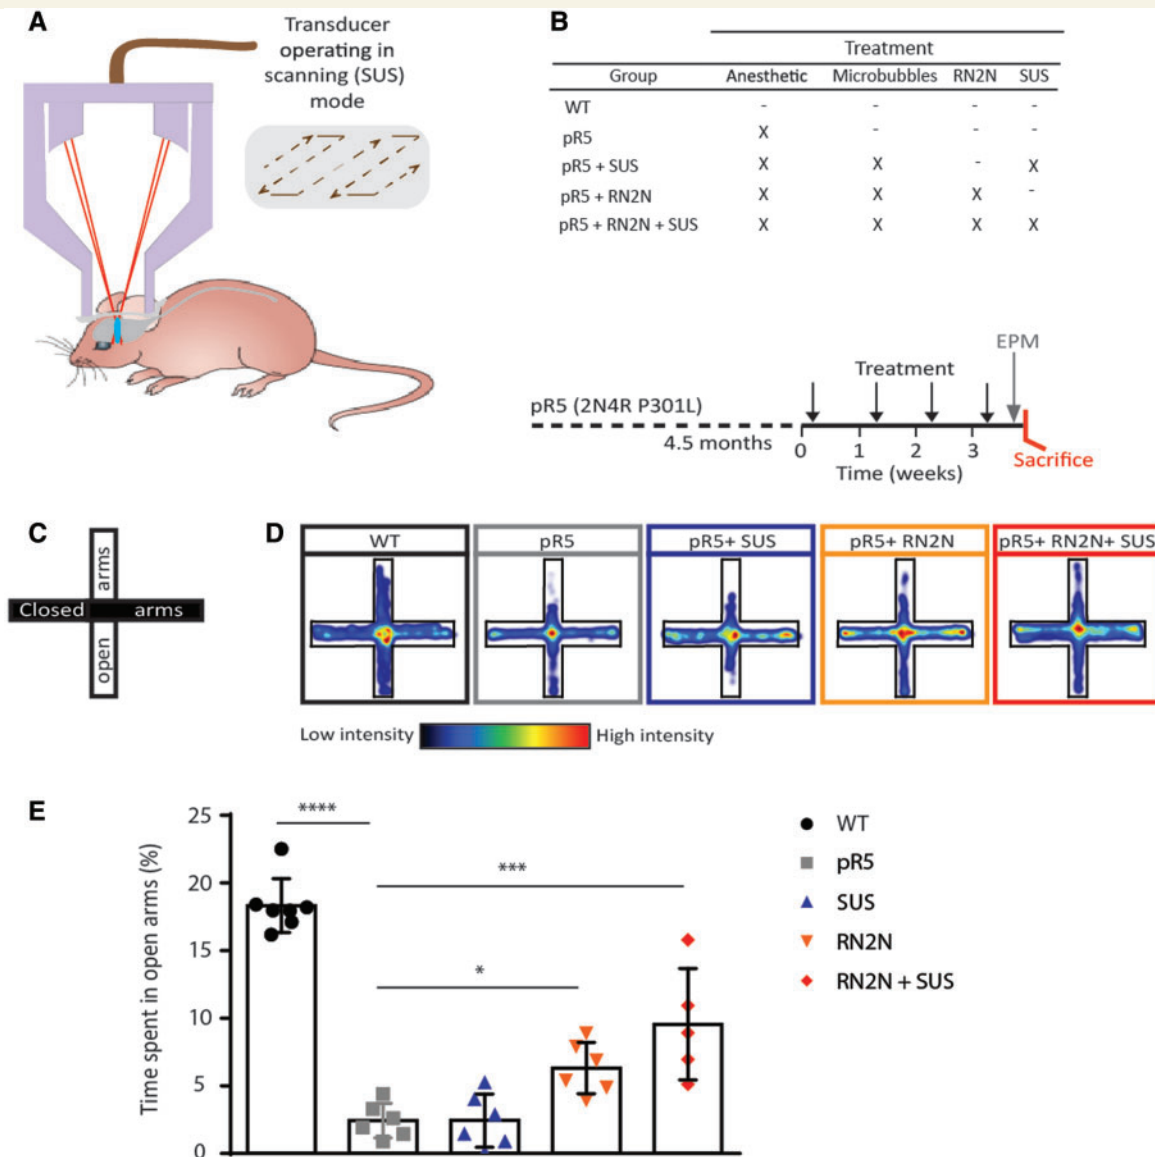 A
Transducer
operating in
scanning (SUS)
mode
B
Treatment
Group Anesthetic Microbubbles RN2N SUS
WT - - - -
pR5 X - - -
pR5 + SUS X X - X
pR5 + RN2N X X X -
pR5 + RN2N + SUS X X X X
EPM
Treatment
pR5 (2N4R P301L)
4.5 months
0 1 2 3
Time (weeks)
Sacrifice
C
arms
Closed arms
open
D
WT pR5 pR5+ SUS pR5+ RN2N pR5+ RN2N+ SUS
Low intensity High intensity
E
Time spent in open arms (%)
25
20
15
10
5
0
****
***
*
WT
pR5
SUS
RN2N
RN2N + SUS